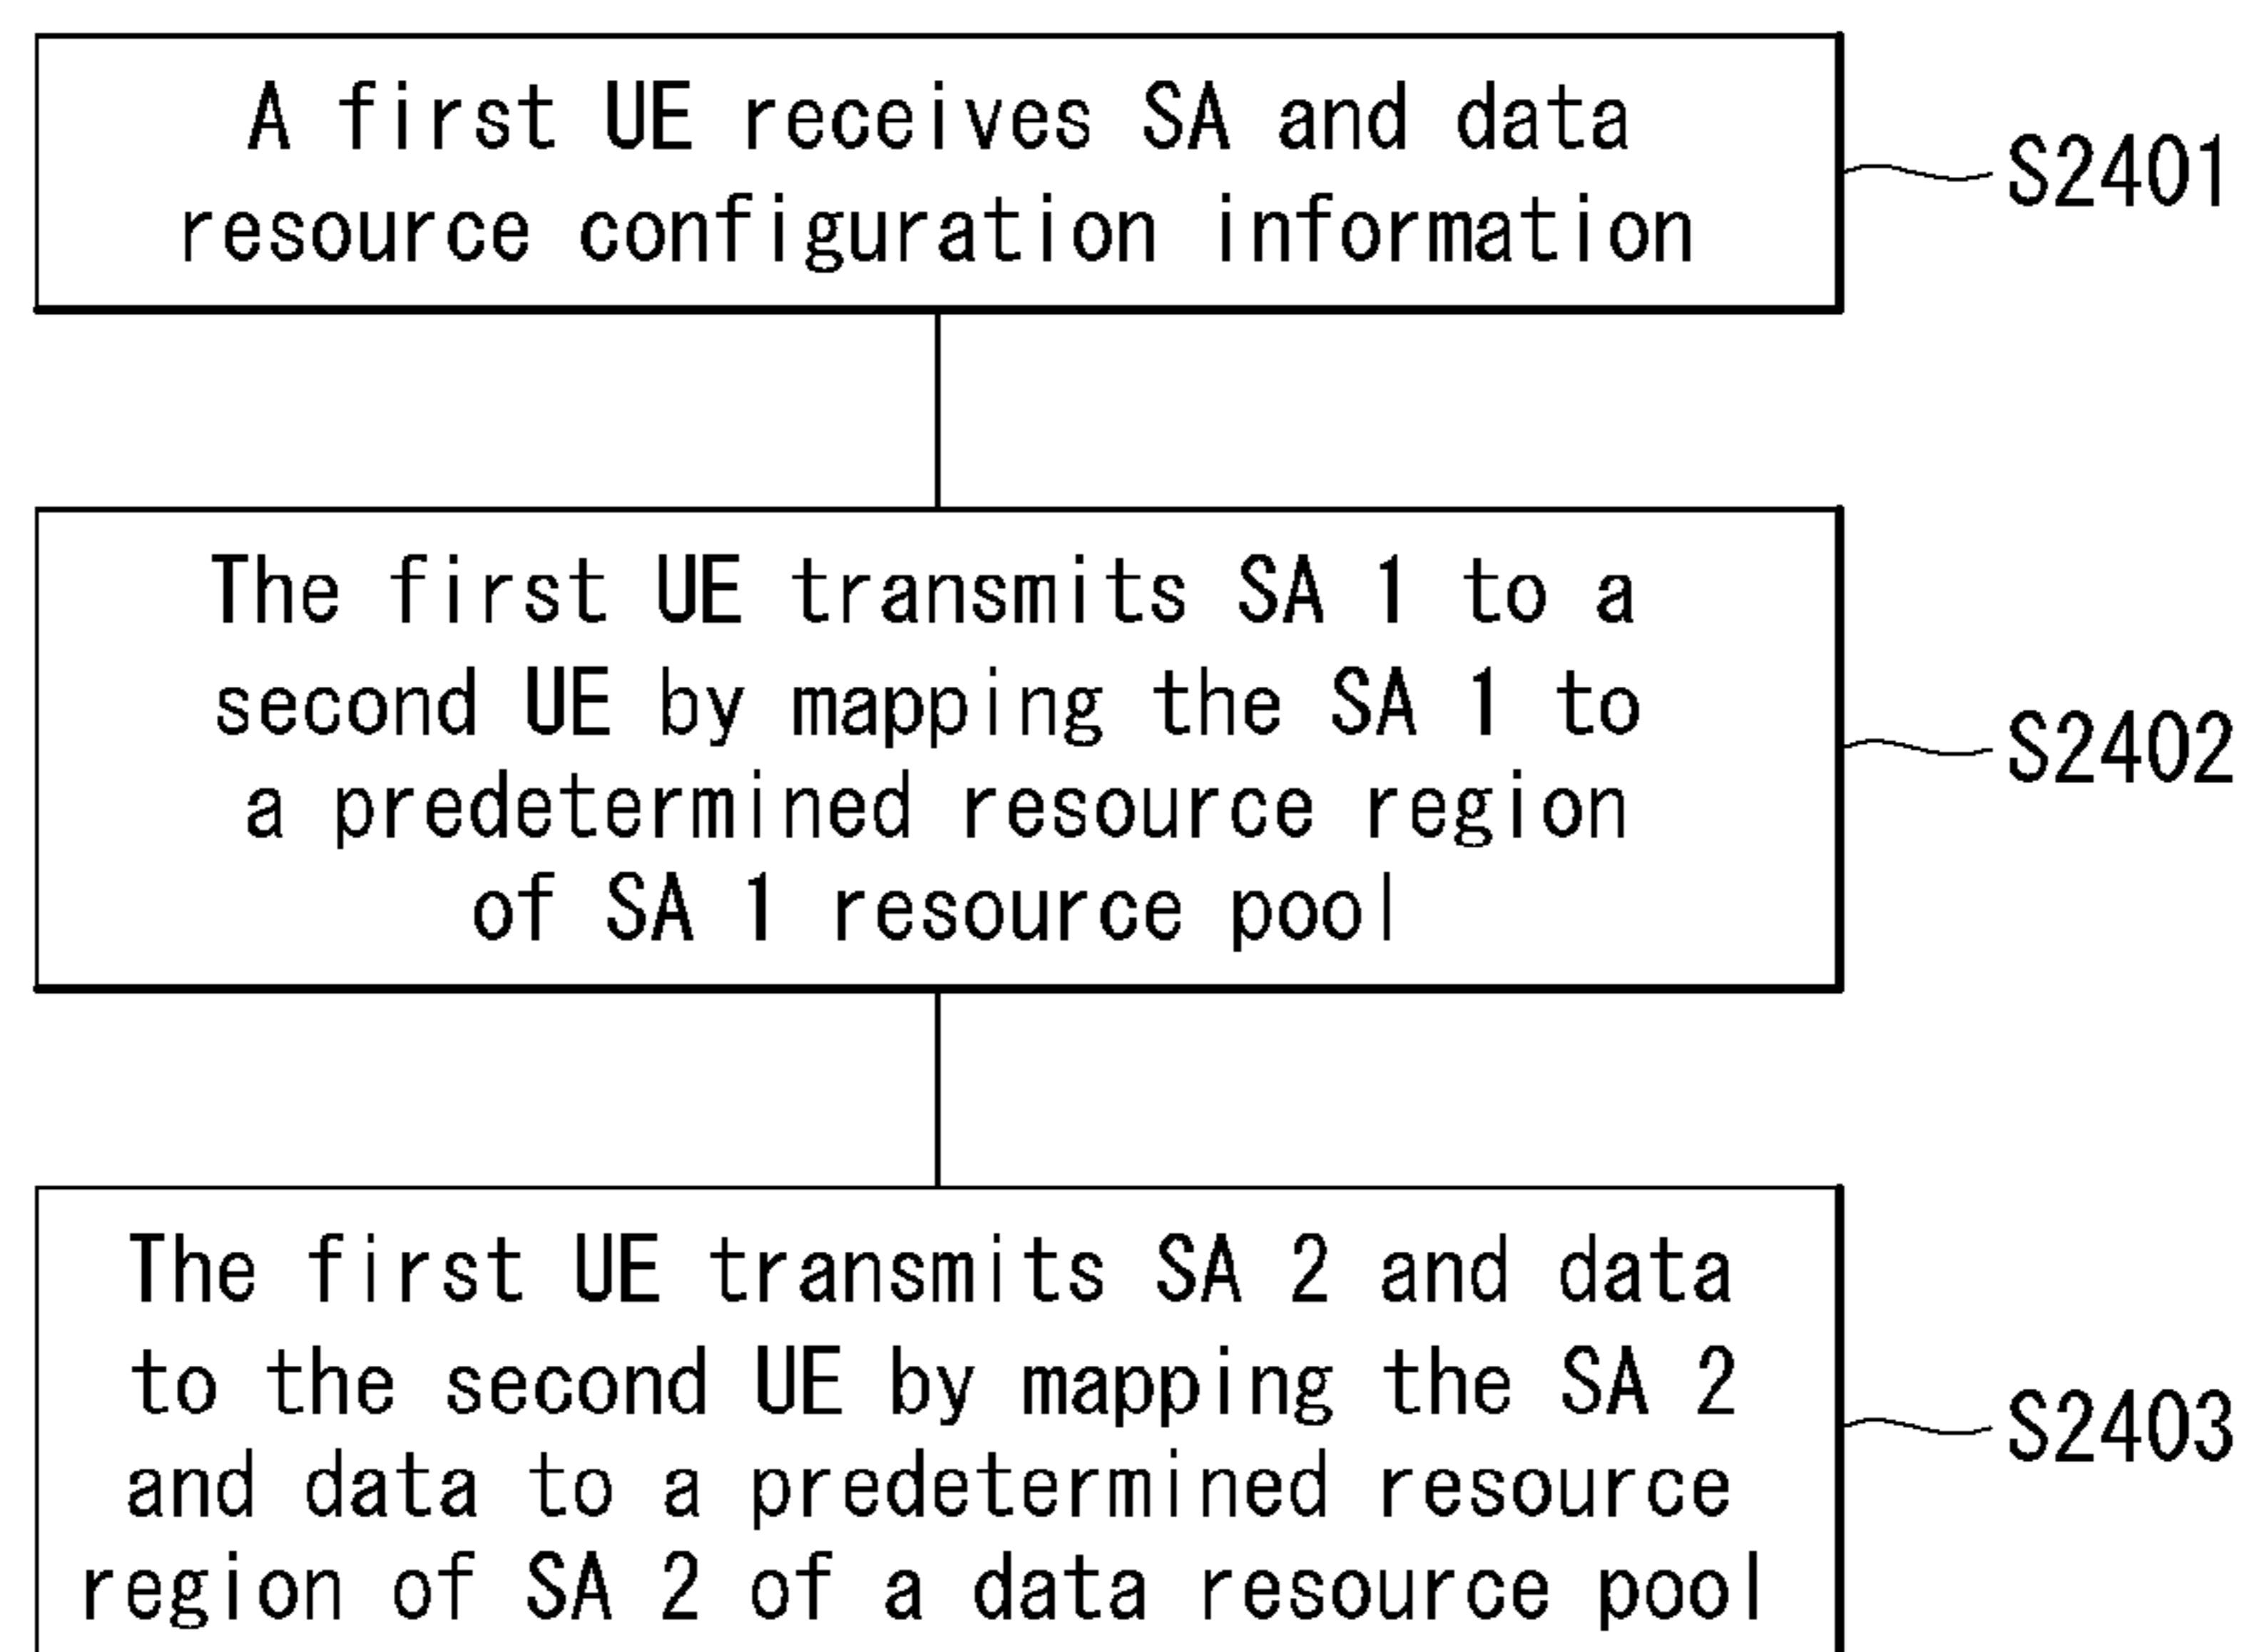 A first UE receives SA and data
resource configuration information
S2401
The first UE transmits SA 1 to a
second UE by mapping the SA 1 to
a predetermined resource region
of SA 1 resource pool
S2402
The first UE transmits SA 2 and data
to the second UE by mapping the SA 2
and data to a predetermined resource
region of SA 2 of a data resource pool
S2403